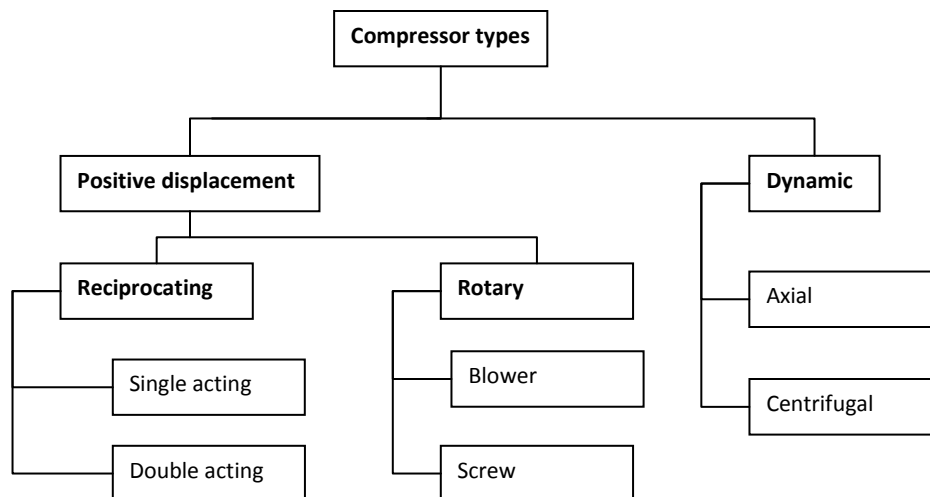 Compressor types
Positive displacement
Dynamic
Reciprocating
Rotary
Axial
Single acting
Blower
Centrifugal
Double acting
Screw